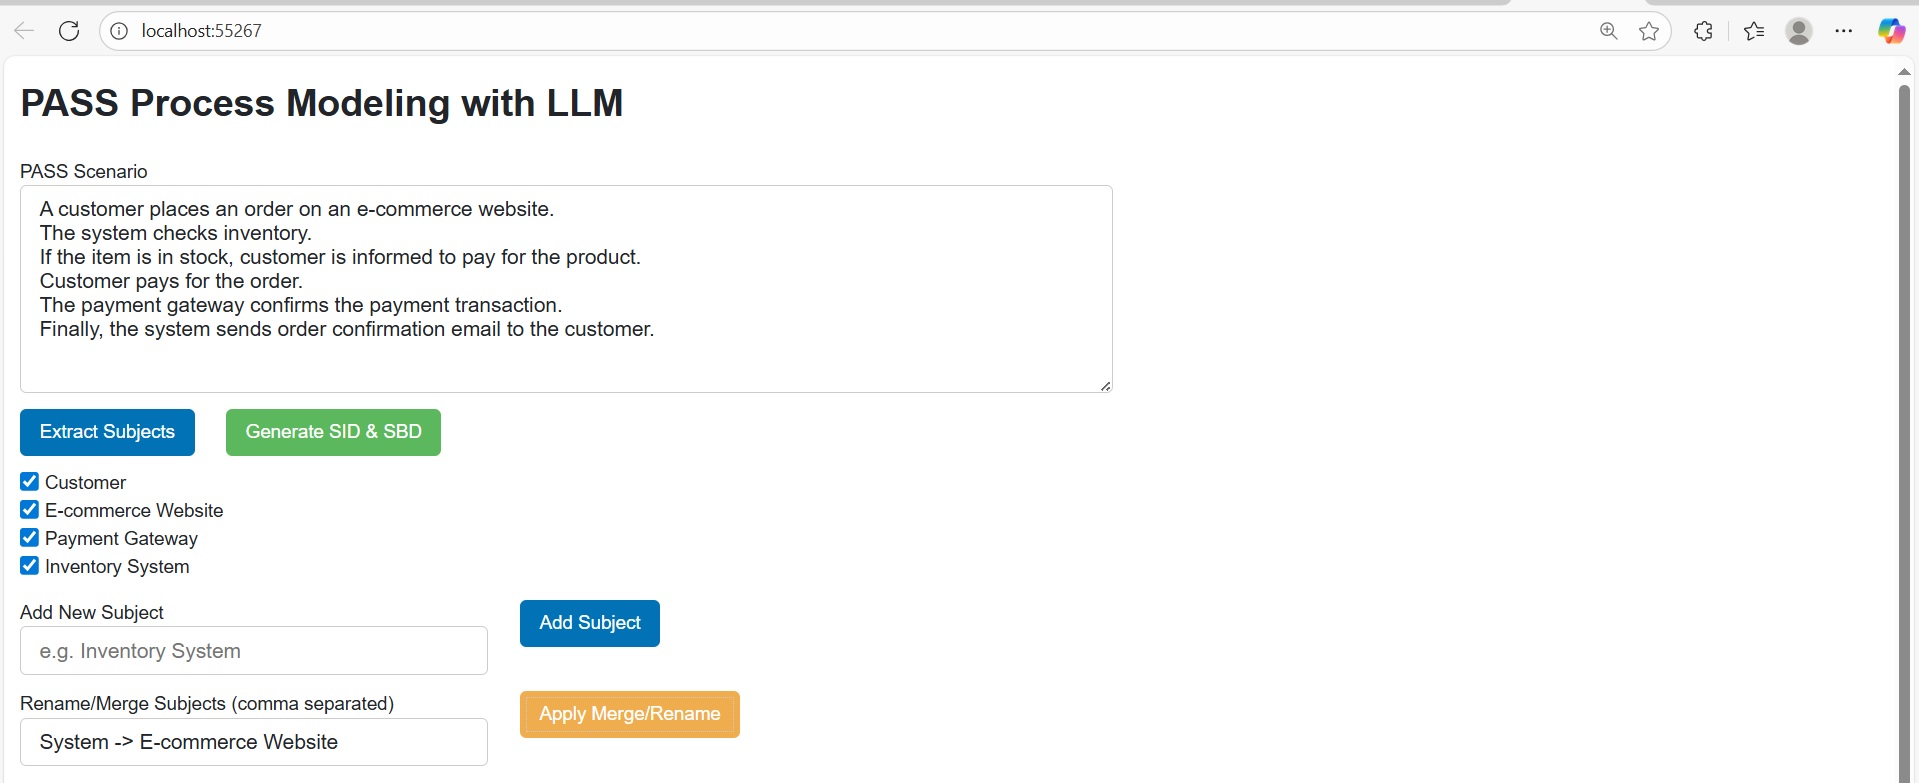 localhost:55267
PASS Process Modeling with LLM
PASS Scenario
A customer places an order on an e-commerce website.
The system checks inventory.
If the item is in stock, customer is informed to pay for the product.
Customer pays for the order.
The payment gateway confirms the payment transaction.
Finally, the system sends order confirmation email to the customer.
Extract Subjects
Generate SID & SBD
Customer
E-commerce Website
Payment Gateway
Inventory System
Add New Subject
Add Subject
e.g. Inventory System
Rename/Merge Subjects (comma separated)
Apply Merge/Rename
System -> E-commerce Website